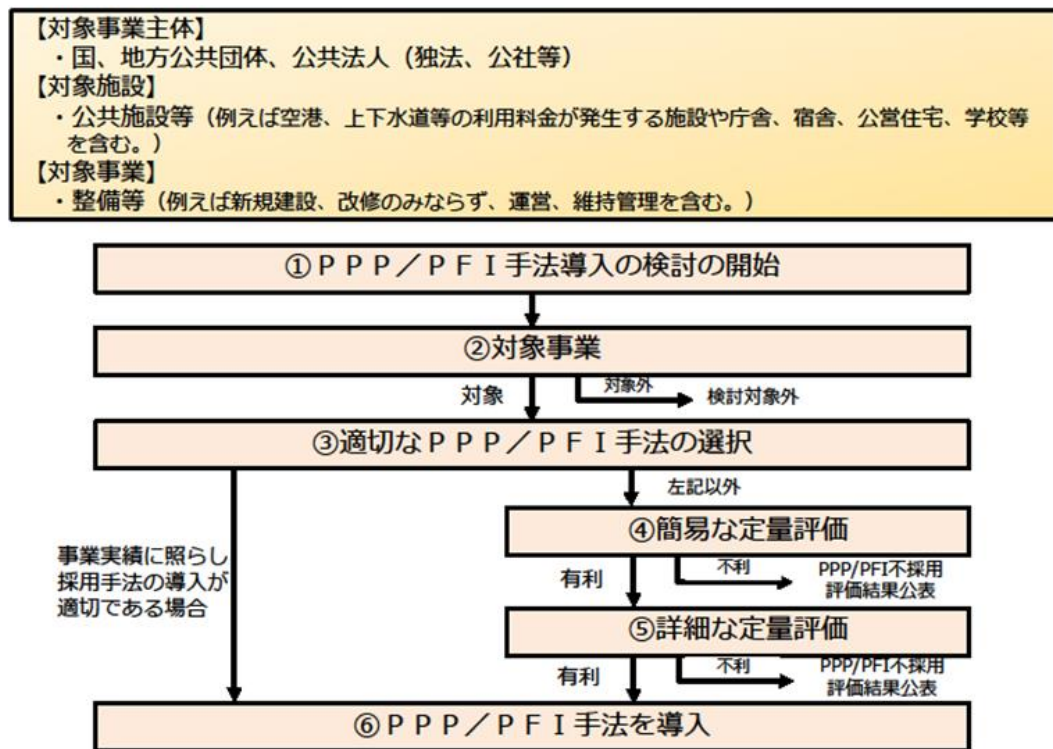 【対象事業主体】
・国、地方公共団体、公共法人（独法、公社等）
【対象施設】
・公共施設等（例えば空港、上下水道等の利用料金が発生する施設や庁舎、宿舎、公営住宅、学校等
を含む。）
【対象事業】
・整備等（例えば新規建設、改修のみならず、運営、維持管理を含む。）
①ＰＰＰ／ＰＦＩ手法導入の検討の開始
②対象事業
対象
対象外
検討対象外
③適切なＰＰＰ／ＰＦＩ手法の選択
左記以外
事業実績に照らし
採用手法の導入が
適切である場合
④簡易な定量評価
有利
不利
PPP/PFI不採用
評価結果公表
⑤詳細な定量評価
有利
不利
PPP/PFI不採用
評価結果公表
⑥ＰＰＰ／ＰＦＩ手法を導入